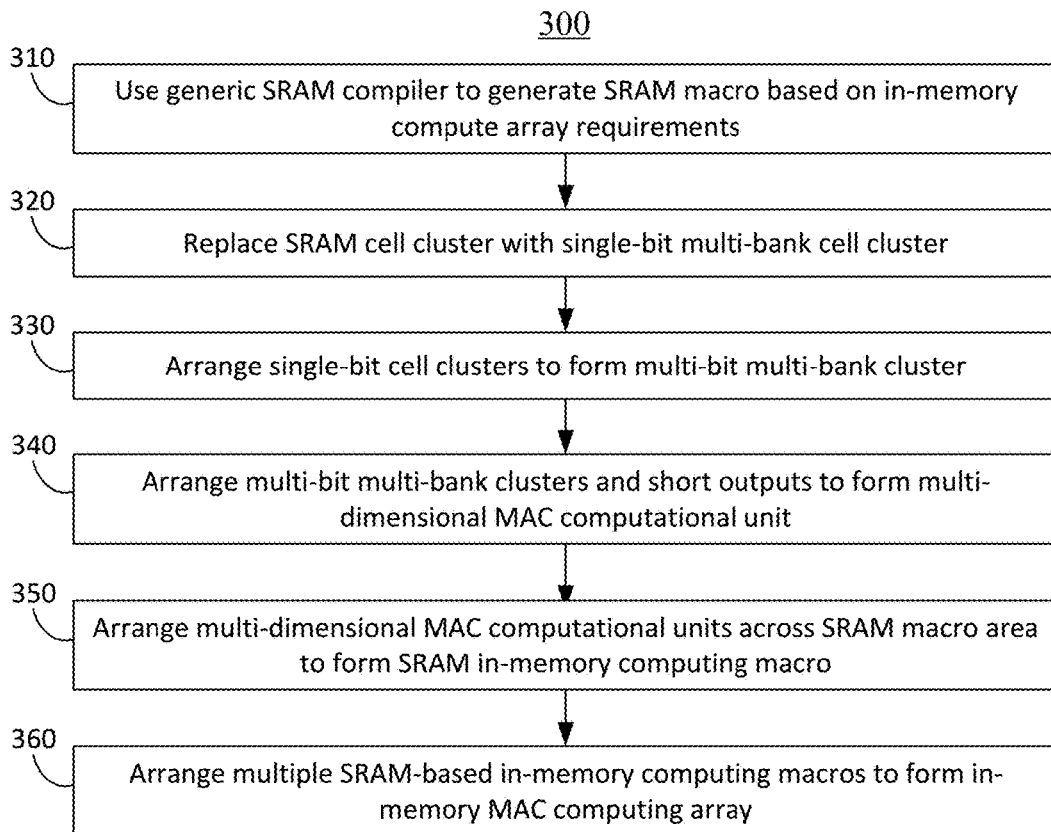 300
310
Use generic SRAM compiler to generate SRAM macro based on in-memory
compute array requirements
320
Replace SRAM cell cluster with single-bit multi-bank cell cluster
330
Arrange single-bit cell clusters to form multi-bit multi-bank cluster
340
Arrange multi-bit multi-bank clusters and short outputs to form multi-
dimensional MAC computational unit
350
Arrange multi-dimensional MAC computational units across SRAM macro area
to form SRAM in-memory computing macro
360
Arrange multiple SRAM-based in-memory computing macros to form in-
memory MAC computing array